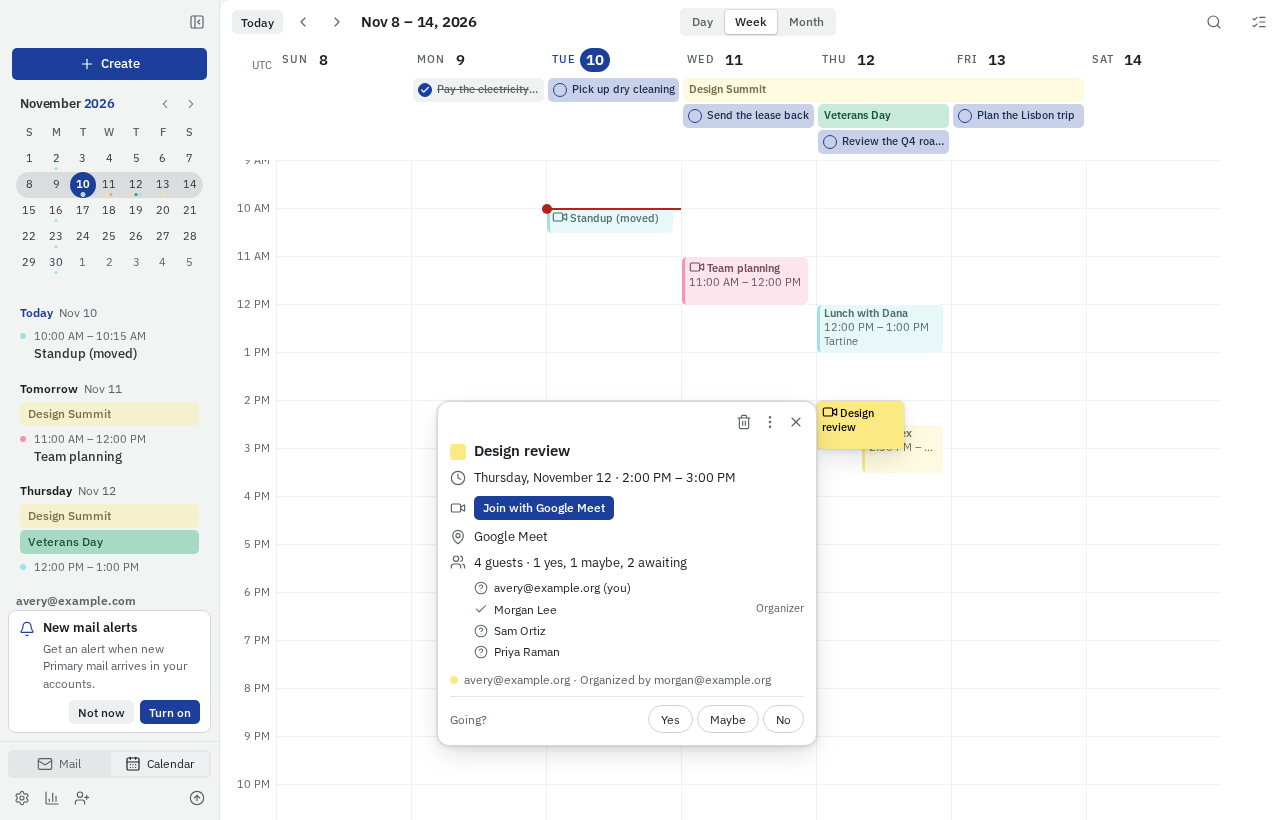 Create
November 2026
S M T W T F S
1 2 3 4 5 6 7
8 9 10 11 12 13 14
15 16 17 18 19 20 21
22 23 24 25 26 27 28
29 30 1 2 3 4 5
Today Nov 10
10:00 AM – 10:15 AM
Standup (moved)
Tomorrow Nov 11
Design Summit
11:00 AM – 12:00 PM
Team planning
Thursday Nov 12
Design Summit
Veterans Day
12:00 PM – 1:00 PM
avery@example.com
New mail alerts
Get an alert when new
Primary mail arrives in your
accounts.
Not now Turn on
Mail Calendar
Today Nov 8 – 14, 2026 Day Week Month
UTC SUN 8 MON 9 TUE 10 WED 11 THU 12 FRI 13 SAT 14
Pay the electricity… Pick up dry cleaning Design Summit
Send the lease back Veterans Day Plan the Lisbon trip
Review the Q4 roa…
9 AM
10 AM
Standup (moved)
11 AM
Team planning
11:00 AM – 12:00 PM
12 PM
Lunch with Dana
12:00 PM – 1:00 PM
Tartine
1 PM
2 PM
Design
review
3 PM
4 PM
5 PM
6 PM
7 PM
8 PM
9 PM
10 PM
Design review
Thursday, November 12 · 2:00 PM – 3:00 PM
Join with Google Meet
Google Meet
4 guests · 1 yes, 1 maybe, 2 awaiting
avery@example.org (you)
Morgan Lee Organizer
Sam Ortiz
Priya Raman
avery@example.org · Organized by morgan@example.org
Going? Yes Maybe No